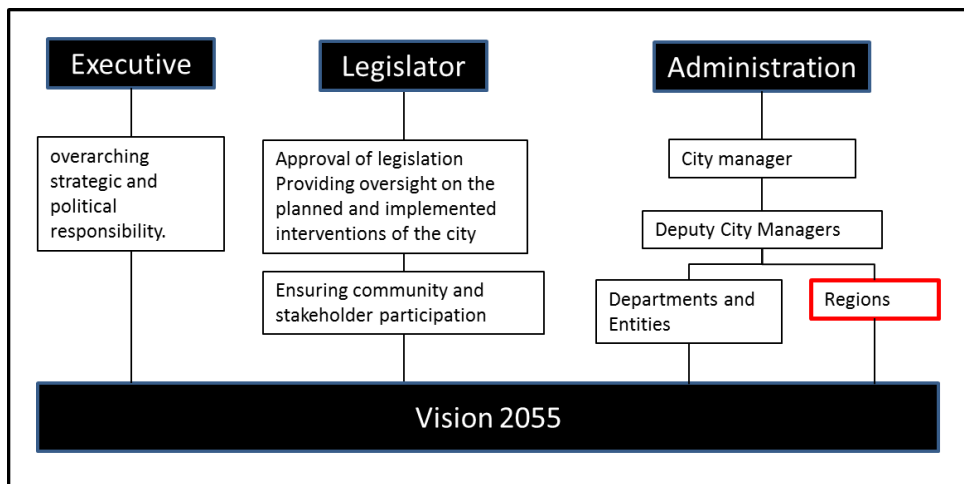 Executive
overarching
strategic and
political
responsibility.
Legislator
Approval of legislation
Providing oversight on the
planned and implemented
interventions of the city
Ensuring community and
stakeholder participation
Administration
City manager
Deputy City Managers
Departments and
Entities
Regions
Vision 2055